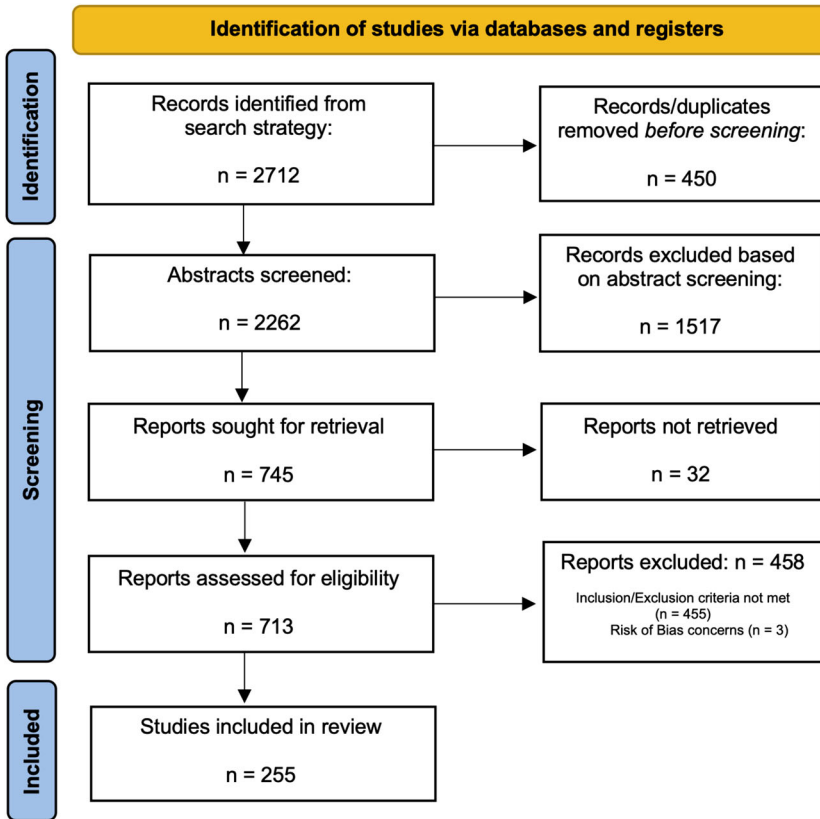 Identification of studies via databases and registers
Identification
Records identified from
search strategy:
n = 2712
Records/duplicates
removed before screening:
n = 450
Screening
Abstracts screened:
n = 2262
Records excluded based
on abstract screening:
n = 1517
Reports sought for retrieval
n = 745
Reports not retrieved
n = 32
Reports assessed for eligibility
n = 713
Reports excluded: n = 458
Inclusion/Exclusion criteria not met
(n = 455)
Risk of Bias concerns (n = 3)
Included
Studies included in review
n = 255